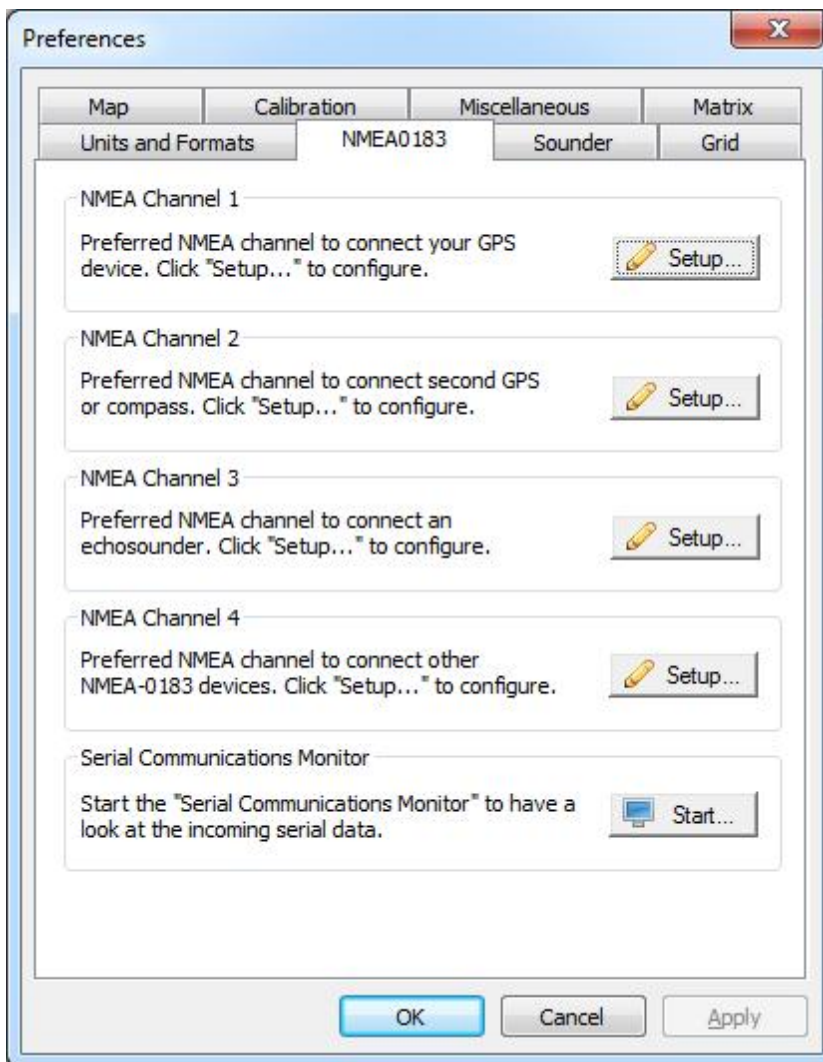 Preferences
Map Calibration Miscellaneous Matrix
Units and Formats NMEA0183 Sounder Grid
NMEA Channel 1
Preferred NMEA channel to connect your GPS
device. Click "Setup..." to configure.
Setup...
NMEA Channel 2
Preferred NMEA channel to connect second GPS
or compass. Click "Setup..." to configure.
Setup...
NMEA Channel 3
Preferred NMEA channel to connect an
echosounder. Click "Setup..." to configure.
Setup...
NMEA Channel 4
Preferred NMEA channel to connect other
NMEA-0183 devices. Click "Setup..." to configure.
Setup...
Serial Communications Monitor
Start the "Serial Communications Monitor" to have a
look at the incoming serial data.
Start...
OK Cancel Apply